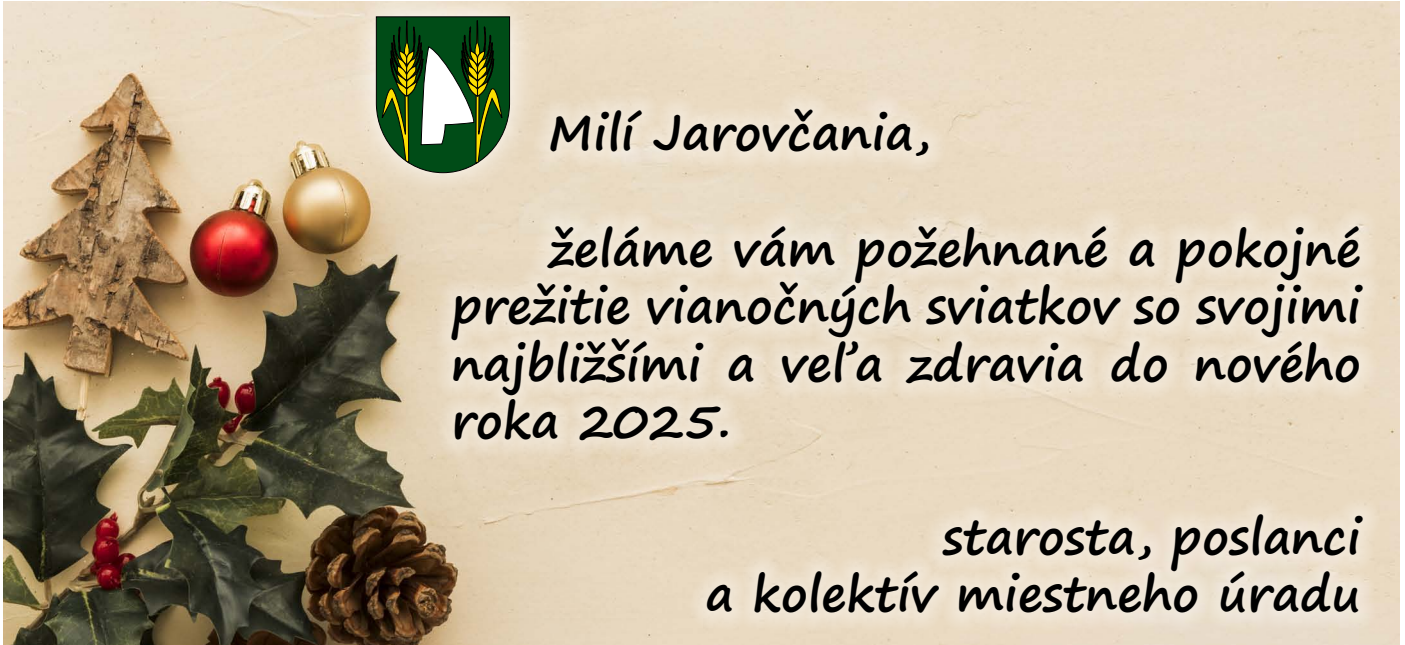 Milí Jarovčania,
želáme vám požehnané a pokojné
prežitie vianočných sviatkov so svojimi
najbližšími a veľa zdravia do nového
roka 2025.
starosta, poslanci
a kolektív miestneho úradu